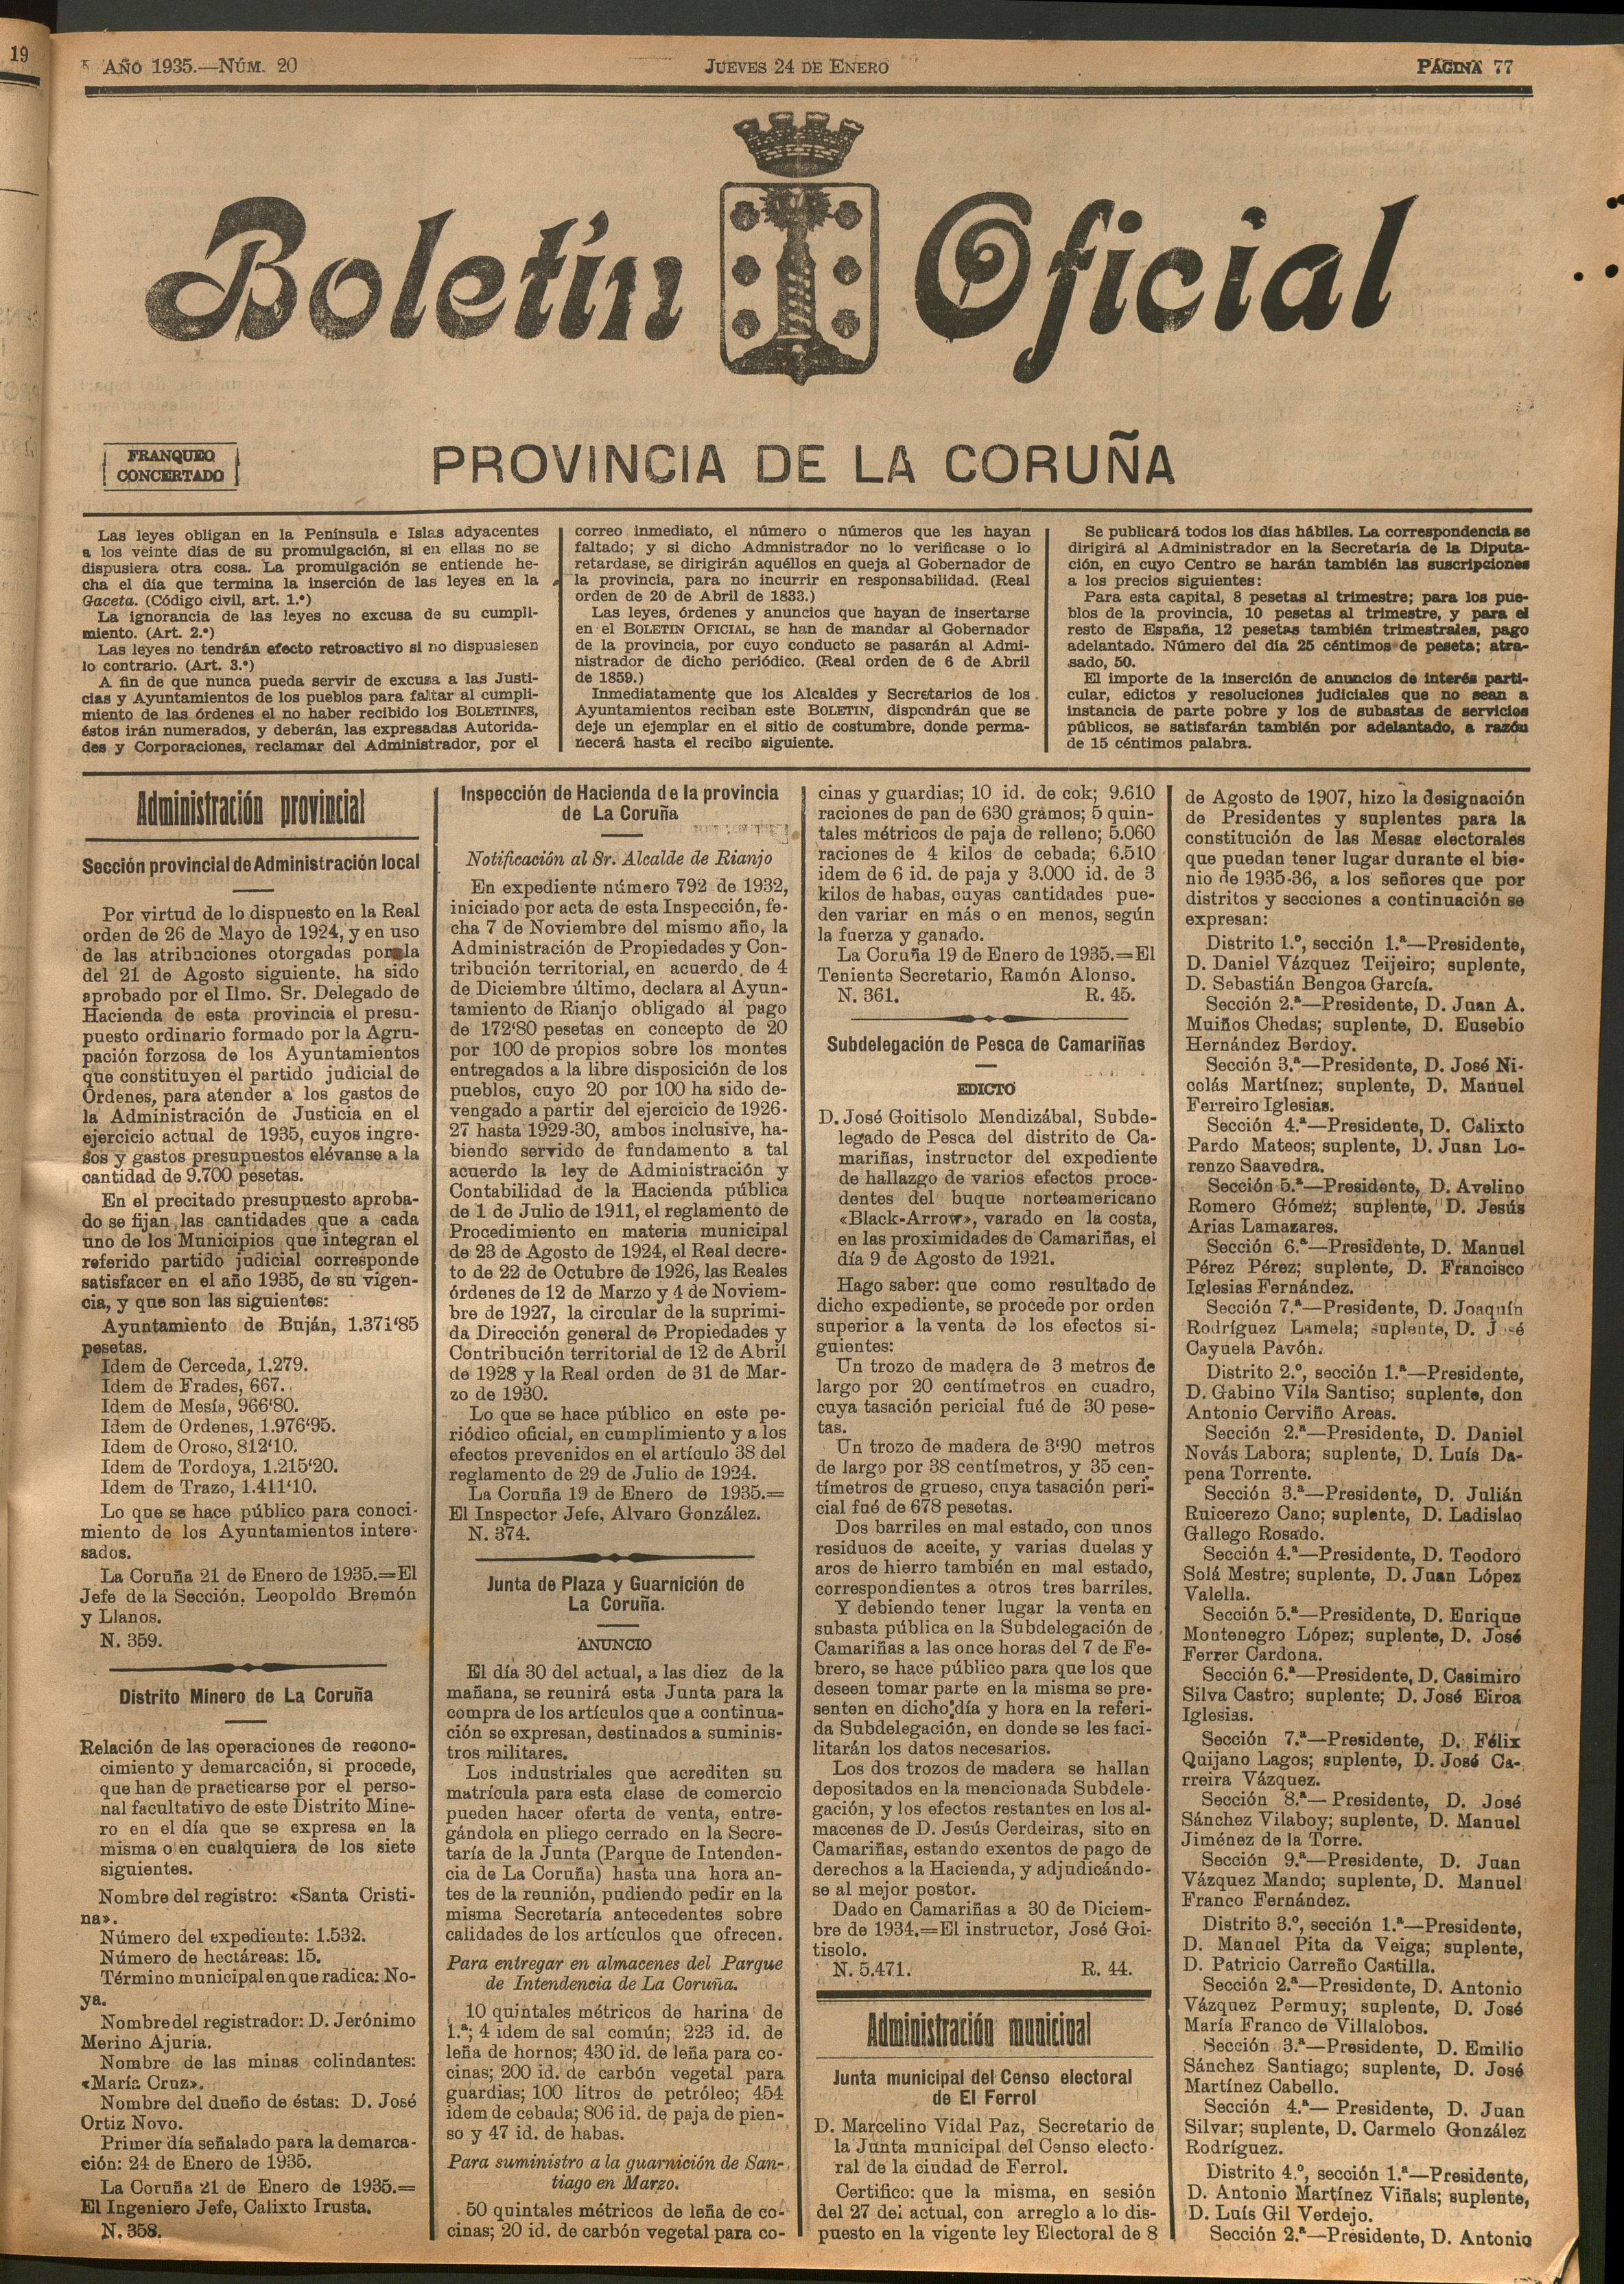 19
AÑO 1935.—NÚM. 20
JUEVES 24 DE ENERO
PÁGINA 77
Boletín Oficial
FRANQUEO
CONCERTADO
PROVINCIA DE LA CORUÑA
Las leyes obligan en la Península e Islas adyacentes
a los veinte días de su promulgación, si en ellas no se
dispusiera otra cosa. La promulgación se entiende he-
cha el día que termina la inserción de las leyes en la
Gaceta. (Código civil, art. 1.º)
La ignorancia de las leyes no excusa de su cumpli-
miento. (Art. 2.º)
Las leyes no tendrán efecto retroactivo si no dispusiesen
lo contrario. (Art. 3.º)
A fin de que nunca pueda servir de excusa a las Justi-
cias y Ayuntamientos de los pueblos para faltar al cumpli-
miento de las órdenes el no haber recibido los BOLETINES,
éstos irán numerados, y deberán, las expresadas Autorida-
des y Corporaciones, reclamar del Administrador, por el
correo inmediato, el número o números que les hayan
faltado; y si dicho Admnistrador no lo verificase o lo
retardase, se dirigirán aquéllos en queja al Gobernador de
la provincia, para no incurrir en responsabilidad. (Real
orden de 20 de Abril de 1833.)
Las leyes, órdenes y anuncios que hayan de insertarse
en el BOLETIN OFICIAL, se han de mandar al Gobernador
de la provincia, por cuyo conducto se pasarán al Admi-
nistrador de dicho periódico. (Real orden de 6 de Abril
de 1859.)
Inmediatamente que los Alcaldes y Secretarios de los
Ayuntamientos reciban este BOLETIN, dispondrán que se
deje un ejemplar en el sitio de costumbre, donde perma-
necerá hasta el recibo siguiente.
Se publicará todos los días hábiles. La correspondencia se
dirigirá al Administrador en la Secretaría de la Diputa-
ción, en cuyo Centro se harán también las suscripciones
a los precios siguientes:
Para esta capital, 8 pesetas al trimestre; para los pue-
blos de la provincia, 10 pesetas al trimestre, y para el
resto de España, 12 pesetas también trimestrales, pago
adelantado. Número del día 25 céntimos de peseta; atra-
sado, 50.
El importe de la inserción de anuncios de interés parti-
cular, edictos y resoluciones judiciales que no sean a
instancia de parte pobre y los de subastas de servicios
públicos, se satisfarán también por adelantado, a razón
de 15 céntimos palabra.
Administración provincial
Sección provincial de Administración local
Por virtud de lo dispuesto en la Real
orden de 26 de Mayo de 1924, y en uso
de las atribuciones otorgadas por la
del 21 de Agosto siguiente, ha sido
aprobado por el Ilmo. Sr. Delegado de
Hacienda de esta provincia el presu-
puesto ordinario formado por la Agru-
pación forzosa de los Ayuntamientos
que constituyen el partido judicial de
Ordenes, para atender a los gastos de
la Administración de Justicia en el
ejercicio actual de 1935, cuyos ingre-
sos y gastos presupuestos elévanse a la
cantidad de 9.700 pesetas.
En el precitado presupuesto aproba-
do se fijan las cantidades que a cada
uno de los Municipios que integran el
referido partido judicial corresponde
satisfacer en el año 1935, de su vigen-
cia, y que son las siguientes:
Ayuntamiento de Buján, 1.371'85
pesetas.
Idem de Cerceda, 1.279.
Idem de Frades, 667.
Idem de Mesía, 966'80.
Idem de Ordenes, 1.976'95.
Idem de Oroso, 812'10.
Idem de Tordoya, 1.215'20.
Idem de Trazo, 1.411'10.
Lo que se hace público para conoci-
miento de los Ayuntamientos intere-
sados.
La Coruña 21 de Enero de 1935.=El
Jefe de la Sección, Leopoldo Bremón
y Llanos.
N. 359.
Distrito Minero de La Coruña
Relación de las operaciones de recono-
cimiento y demarcación, si procede,
que han de practicarse por el perso-
nal facultativo de este Distrito Mine-
ro en el día que se expresa en la
misma o en cualquiera de los siete
siguientes.
Nombre del registro: «Santa Cristi-
na».
Número del expediente: 1.532.
Número de hectáreas: 15.
Término municipal en que radica: No-
ya.
Nombre del registrador: D. Jerónimo
Merino Ajuria.
Nombre de las minas colindantes:
«María Cruz».
Nombre del dueño de éstas: D. José
Ortiz Novo.
Primer día señalado para la demarca-
ción: 24 de Enero de 1935.
La Coruña 21 de Enero de 1935.=
El Ingeniero Jefe, Calixto Irusta.
N. 358.
Inspección de Hacienda de la provincia
de La Coruña
Notificación al Sr. Alcalde de Rianjo
En expediente número 792 de 1932,
iniciado por acta de esta Inspección, fe-
cha 7 de Noviembre del mismo año, la
Administración de Propiedades y Con-
tribución territorial, en acuerdo de 4
de Diciembre último, declara al Ayun-
tamiento de Rianjo obligado al pago
de 172'80 pesetas en concepto de 20
por 100 de propios sobre los montes
entregados a la libre disposición de los
pueblos, cuyo 20 por 100 ha sido de-
vengado a partir del ejercicio de 1926-
27 hasta 1929-30, ambos inclusive, ha-
biendo servido de fundamento a tal
acuerdo la ley de Administración y
Contabilidad de la Hacienda pública
de 1 de Julio de 1911, el reglamento de
Procedimiento en materia municipal
de 23 de Agosto de 1924, el Real decre-
to de 22 de Octubre de 1926, las Reales
órdenes de 12 de Marzo y 4 de Noviem-
bre de 1927, la circular de la suprimi-
da Dirección general de Propiedades y
Contribución territorial de 12 de Abril
de 1928 y la Real orden de 31 de Mar-
zo de 1930.
Lo que se hace público en este pe-
riódico oficial, en cumplimiento y a los
efectos prevenidos en el artículo 38 del
reglamento de 29 de Julio de 1924.
La Coruña 19 de Enero de 1935.=
El Inspector Jefe, Alvaro González.
N. 374.
Junta de Plaza y Guarnición de
La Coruña.
ANUNCIO
El día 30 del actual, a las diez de la
mañana, se reunirá esta Junta para la
compra de los artículos que a continua-
ción se expresan, destinados a suminis-
tros militares.
Los industriales que acrediten su
matrícula para esta clase de comercio
pueden hacer oferta de venta, entre-
gándola en pliego cerrado en la Secre-
taría de la Junta (Parque de Intenden-
cia de La Coruña) hasta una hora an-
tes de la reunión, pudiendo pedir en la
misma Secretaría antecedentes sobre
calidades de los artículos que ofrecen.
Para entregar en almacenes del Parque
de Intendencia de La Coruña.
10 quintales métricos de harina de
1.ª; 4 idem de sal común; 223 id. de
leña de hornos; 430 id. de leña para co-
cinas; 200 id. de carbón vegetal para
guardias; 100 litros de petróleo; 454
idem de cebada; 806 id. de paja de pien-
so y 47 id. de habas.
Para suministro a la guarnición de San-
tiago en Marzo.
50 quintales métricos de leña de co-
cinas; 20 id. de carbón vegetal para co-
cinas y guardias; 10 id. de cok; 9.610
raciones de pan de 630 gramos; 5 quin-
tales métricos de paja de relleno; 5.060
raciones de 4 kilos de cebada; 6.510
idem de 6 id. de paja y 3.000 id. de 3
kilos de habas, cuyas cantidades pue-
den variar en más o en menos, según
la fuerza y ganado.
La Coruña 19 de Enero de 1935.=El
Teniente Secretario, Ramón Alonso.
N. 361. R. 45.
Subdelegación de Pesca de Camariñas
EDICTO
D. José Goitisolo Mendizábal, Subde-
legado de Pesca del distrito de Ca-
mariñas, instructor del expediente
de hallazgo de varios efectos proce-
dentes del buque norteamericano
«Black-Arrow», varado en la costa,
en las proximidades de Camariñas, el
día 9 de Agosto de 1921.
Hago saber: que como resultado de
dicho expediente, se procede por orden
superior a la venta de los efectos si-
guientes:
Un trozo de madera de 3 metros de
largo por 20 centímetros en cuadro,
cuya tasación pericial fué de 30 pese-
tas.
Un trozo de madera de 3'90 metros
de largo por 38 centímetros, y 35 cen-
tímetros de grueso, cuya tasación peri-
cial fué de 678 pesetas.
Dos barriles en mal estado, con unos
residuos de aceite, y varias duelas y
aros de hierro también en mal estado,
correspondientes a otros tres barriles.
Y debiendo tener lugar la venta en
subasta pública en la Subdelegación de
Camariñas a las once horas del 7 de Fe-
brero, se hace público para que los que
deseen tomar parte en la misma se pre-
senten en dicho día y hora en la referi-
da Subdelegación, en donde se les faci-
litarán los datos necesarios.
Los dos trozos de madera se hallan
depositados en la mencionada Subdele-
gación, y los efectos restantes en los al-
macenes de D. Jesús Cerdeiras, sito en
Camariñas, estando exentos de pago de
derechos a la Hacienda, y adjudicándo-
se al mejor postor.
Dado en Camariñas a 30 de Diciem-
bre de 1934.=El instructor, José Goi-
tisolo.
N. 5.471. R. 44.
Administración municipal
Junta municipal del Censo electoral
de El Ferrol
D. Marcelino Vidal Paz, Secretario de
la Junta municipal del Censo electo-
ral de la ciudad de Ferrol.
Certifico: que la misma, en sesión
del 27 del actual, con arreglo a lo dis-
puesto en la vigente ley Electoral de 8
de Agosto de 1907, hizo la designación
de Presidentes y suplentes para la
constitución de las Mesas electorales
que puedan tener lugar durante el bie-
nio de 1935-36, a los señores que por
distritos y secciones a continuación se
expresan:
Distrito 1.º, sección 1.ª—Presidente,
D. Daniel Vázquez Teijeiro; suplente,
D. Sebastián Bengoa García.
Sección 2.ª—Presidente, D. Juan A.
Muiños Chedas; suplente, D. Eusebio
Hernández Berdoy.
Sección 3.ª—Presidente, D. José Ni-
colás Martínez; suplente, D. Manuel
Ferreiro Iglesias.
Sección 4.ª—Presidente, D. Calixto
Pardo Mateos; suplente, D. Juan Lo-
renzo Saavedra.
Sección 5.ª—Presidente, D. Avelino
Romero Gómez; suplente, D. Jesús
Arias Lamazares.
Sección 6.ª—Presidente, D. Manuel
Pérez Pérez; suplente, D. Francisco
Iglesias Fernández.
Sección 7.ª—Presidente, D. Joaquín
Rodríguez Lamela; suplente, D. José
Cayuela Pavón.
Distrito 2.º, sección 1.ª—Presidente,
D. Gabino Vila Santiso; suplente, don
Antonio Cerviño Areas.
Sección 2.ª—Presidente, D. Daniel
Novás Labora; suplente, D. Luís Da-
pena Torrente.
Sección 3.ª—Presidente, D. Julián
Ruicerezo Cano; suplente, D. Ladislao
Gallego Rosado.
Sección 4.ª—Presidente, D. Teodoro
Solá Mestre; suplente, D. Juan López
Valella.
Sección 5.ª—Presidente, D. Enrique
Montenegro López; suplente, D. José
Ferrer Cardona.
Sección 6.ª—Presidente, D. Casimiro
Silva Castro; suplente; D. José Eiroa
Iglesias.
Sección 7.ª—Presidente, D. Félix
Quijano Lagos; suplente, D. José Ca-
rreira Vázquez.
Sección 8.ª— Presidente, D. José
Sánchez Vilaboy; suplente, D. Manuel
Jiménez de la Torre.
Sección 9.ª—Presidente, D. Juan
Vázquez Mando; suplente, D. Manuel
Franco Fernández.
Distrito 3.º, sección 1.ª—Presidente,
D. Manuel Pita da Veiga; suplente,
D. Patricio Carreño Castilla.
Sección 2.ª—Presidente, D. Antonio
Vázquez Permuy; suplente, D. José
María Franco de Villalobos.
Sección 3.ª—Presidente, D. Emilio
Sánchez Santiago; suplente, D. José
Martínez Cabello.
Sección 4.ª— Presidente, D. Juan
Silvar; suplente, D. Carmelo González
Rodríguez.
Distrito 4.º, sección 1.ª—Presidente,
D. Antonio Martínez Viñals; suplente,
D. Luís Gil Verdejo.
Sección 2.ª—Presidente, D. Antonio